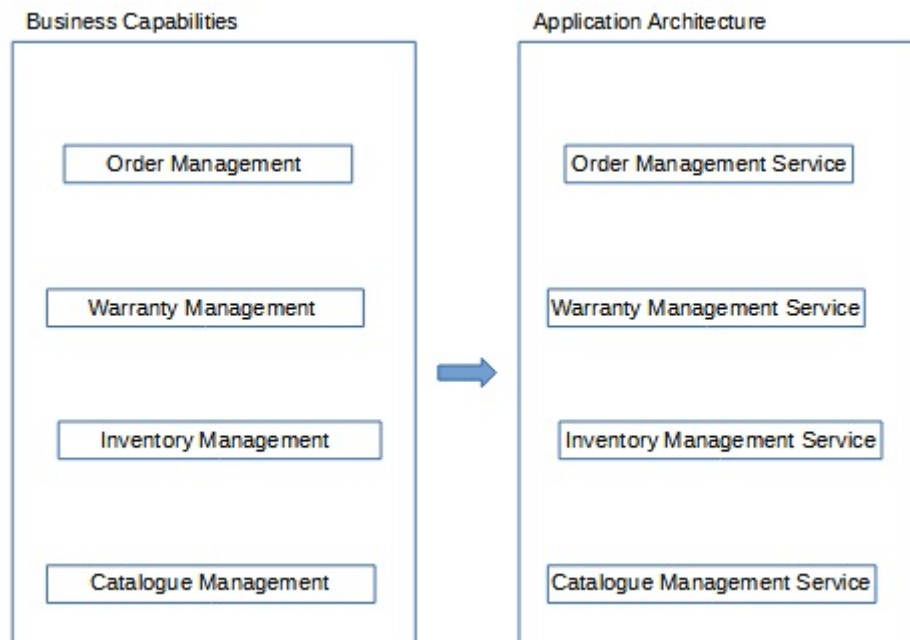 Business Capabilities
Order Management
Warranty Management
Inventory Management
Catalogue Management
Application Architecture
Order Management Service
Warranty Management Service
Inventory Management Service
Catalogue Management Service